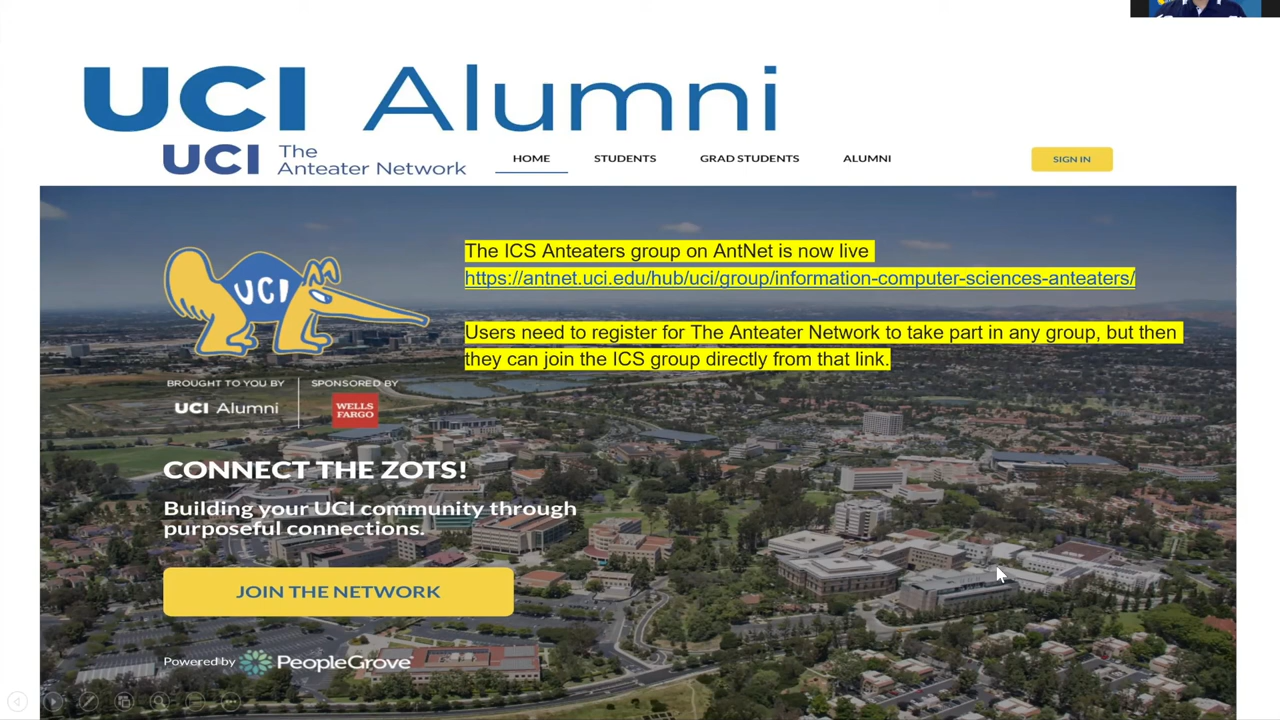 UCI Alumni
UCI The Anteater Network
HOME STUDENTS GRAD STUDENTS ALUMNI SIGN IN
UCI
The ICS Anteaters group on AntNet is now live
https://antnet.uci.edu/hub/uci/group/information-computer-sciences-anteaters/
Users need to register for The Anteater Network to take part in any group, but then
they can join the ICS group directly from that link.
BROUGHT TO YOU BY
UCI Alumni
SPONSORED BY
WELLS
FARGO
CONNECT THE ZOTS!
Building your UCI community through
purposeful connections.
JOIN THE NETWORK
Powered by PeopleGrove